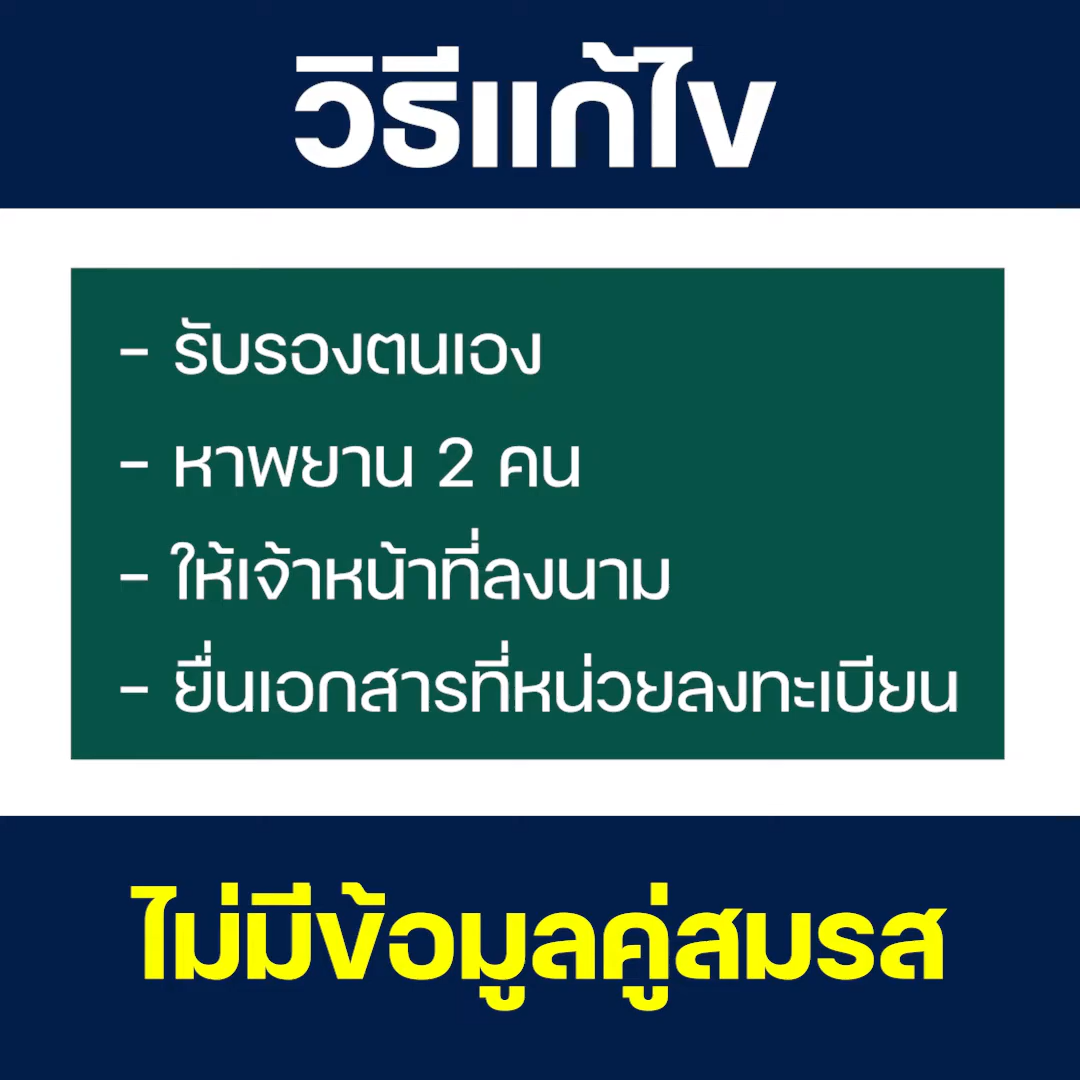 วิธีแก้ไข
- รับรองตนเอง
- หาพยาน 2 คน
- ให้เจ้าหน้าที่ลงนาม
- ยื่นเอกสารที่หน่วยลงทะเบียน
ไม่มีข้อมูลคู่สมรส